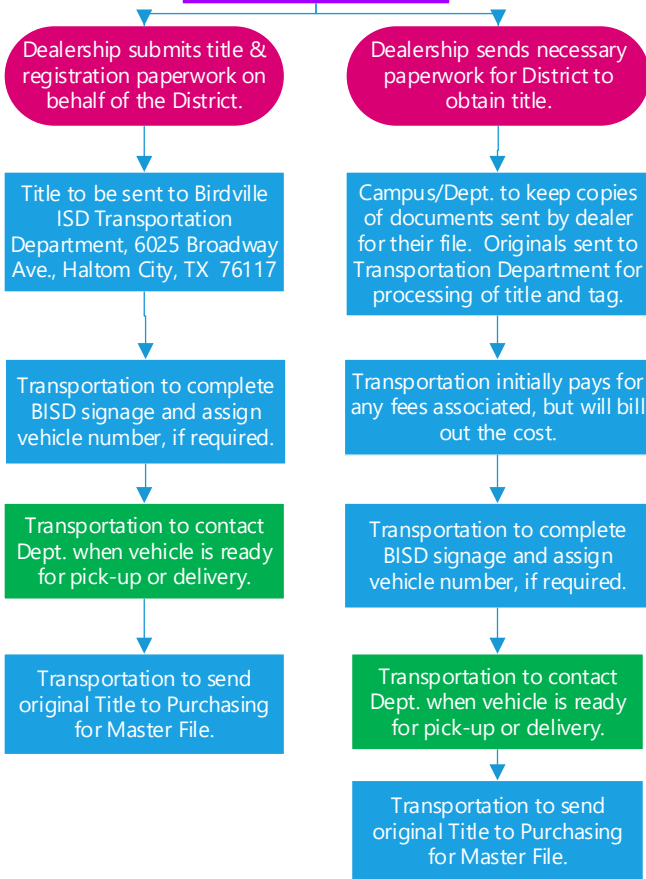 Dealership submits title &
registration paperwork on
behalf of the District.
Title to be sent to Birdville
ISD Transportation
Department, 6025 Broadway
Ave., Haltom City, TX 76117
Transportation to complete
BISD signage and assign
vehicle number, if required.
Transportation to contact
Dept. when vehicle is ready
for pick-up or delivery.
Transportation to send
original Title to Purchasing
for Master File.
Dealership sends necessary
paperwork for District to
obtain title.
Campus/Dept. to keep copies
of documents sent by dealer
for their file. Originals sent to
Transportation Department for
processing of title and tag.
Transportation initially pays for
any fees associated, but will bill
out the cost.
Transportation to complete
BISD signage and assign
vehicle number, if required.
Transportation to contact
Dept. when vehicle is ready
for pick-up or delivery.
Transportation to send
original Title to Purchasing
for Master File.